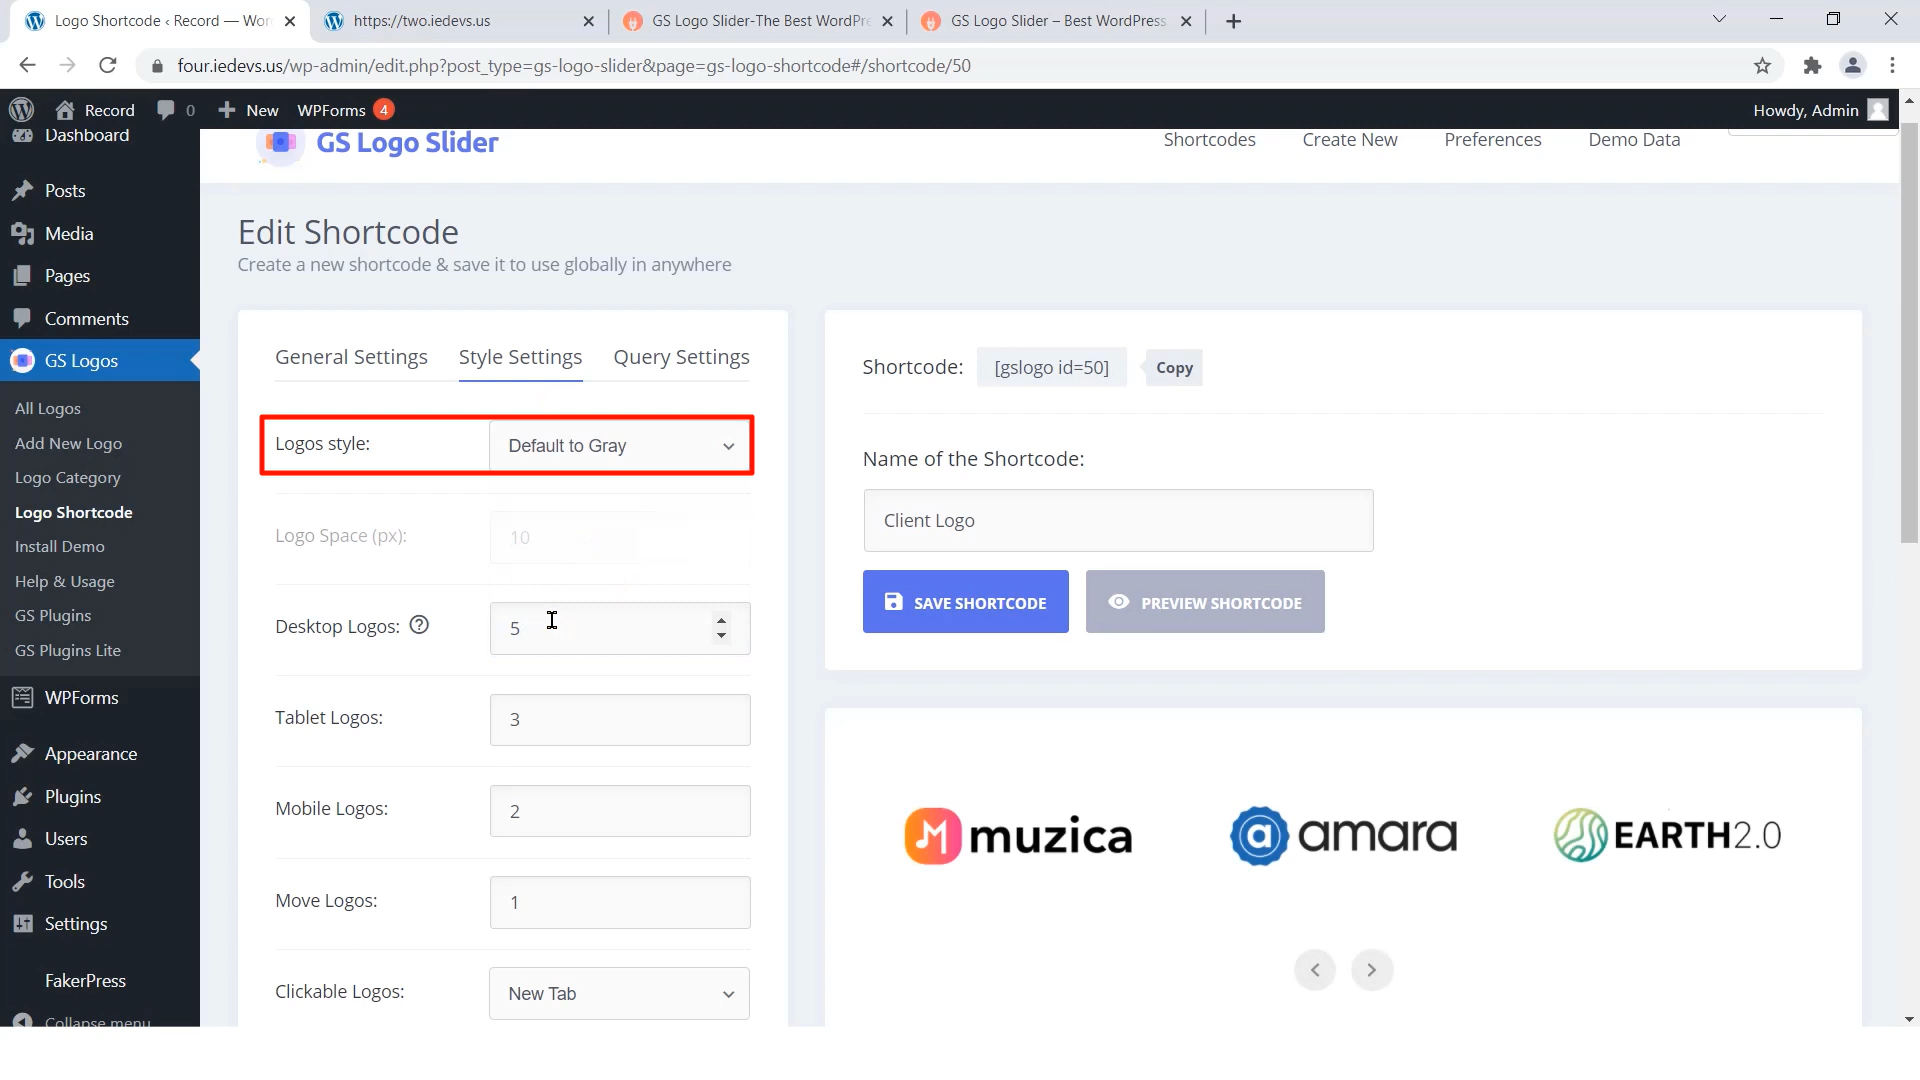 Logo Shortcode ‹ Record — Wor
https://two.iedevs.us
GS Logo Slider-The Best WordPre
GS Logo Slider – Best WordPress
four.iedevs.us/wp-admin/edit.php?post_type=gs-logo-slider&page=gs-logo-shortcode#/shortcode/50
Record
0
New
WPForms 4
Howdy, Admin
Dashboard
Posts
Media
Pages
Comments
GS Logos
All Logos
Add New Logo
Logo Category
Logo Shortcode
Install Demo
Help & Usage
GS Plugins
GS Plugins Lite
WPForms
Appearance
Plugins
Users
Tools
Settings
FakerPress
Collapse menu
GS Logo Slider
Shortcodes
Create New
Preferences
Demo Data
Edit Shortcode
Create a new shortcode & save it to use globally in anywhere
General Settings
Style Settings
Query Settings
Logos style: Default to Gray
Logo Space (px): 10
Desktop Logos: ? 5
Tablet Logos: 3
Mobile Logos: 2
Move Logos: 1
Clickable Logos: New Tab
Shortcode: [gslogo id=50] Copy
Name of the Shortcode:
Client Logo
SAVE SHORTCODE
PREVIEW SHORTCODE
muzica
a amara
EARTH2.0